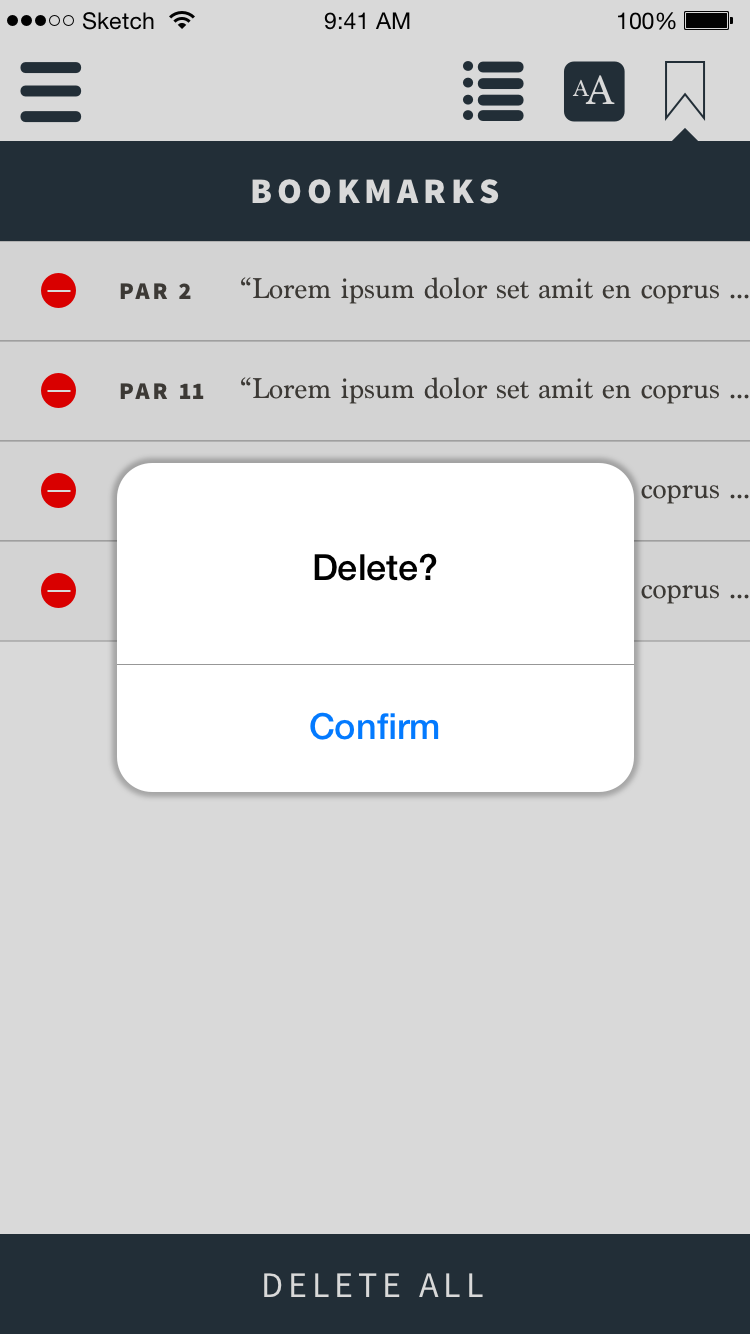 Sketch 9:41 AM 100%
AA
BOOKMARKS
PAR 2 “Lorem ipsum dolor set amit en coprus ...
PAR 11 “Lorem ipsum dolor set amit en coprus ...
coprus ...
Delete?
coprus ...
Confirm
DELETE ALL